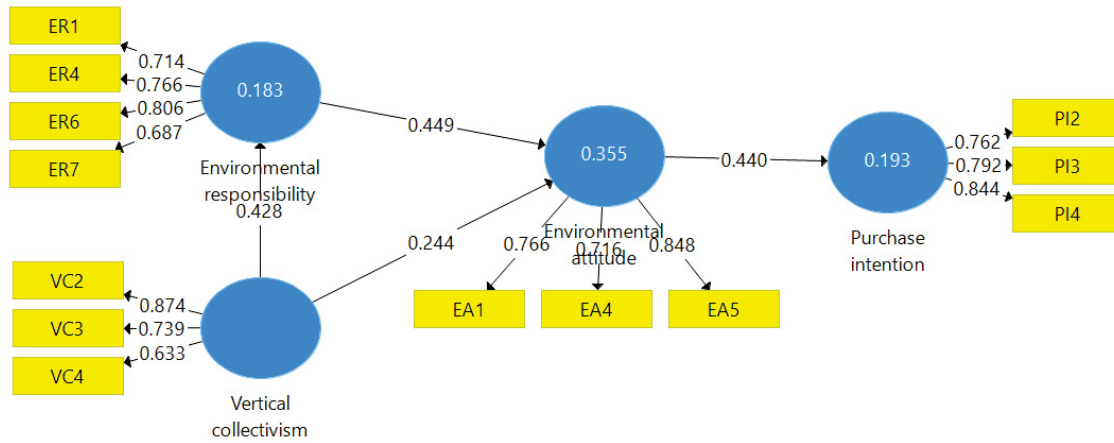 ER1
ER4
ER6
ER7
0.714
0.766
0.806
0.687
0.183
Environmental
responsibility
0.428
0.449
0.355
Environmental
attitude
0.440
0.193
Purchase
intention
0.762
0.792
0.844
PI2
PI3
PI4
0.244
0.766
0.716
0.848
EA1
EA4
EA5
VC2
VC3
VC4
0.874
0.739
0.633
Vertical
collectivism